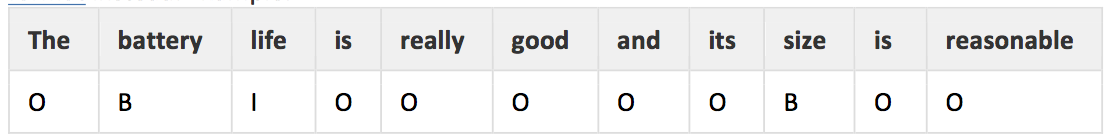 The battery life is really good and its size is reasonable
O B I O O O O O B O O